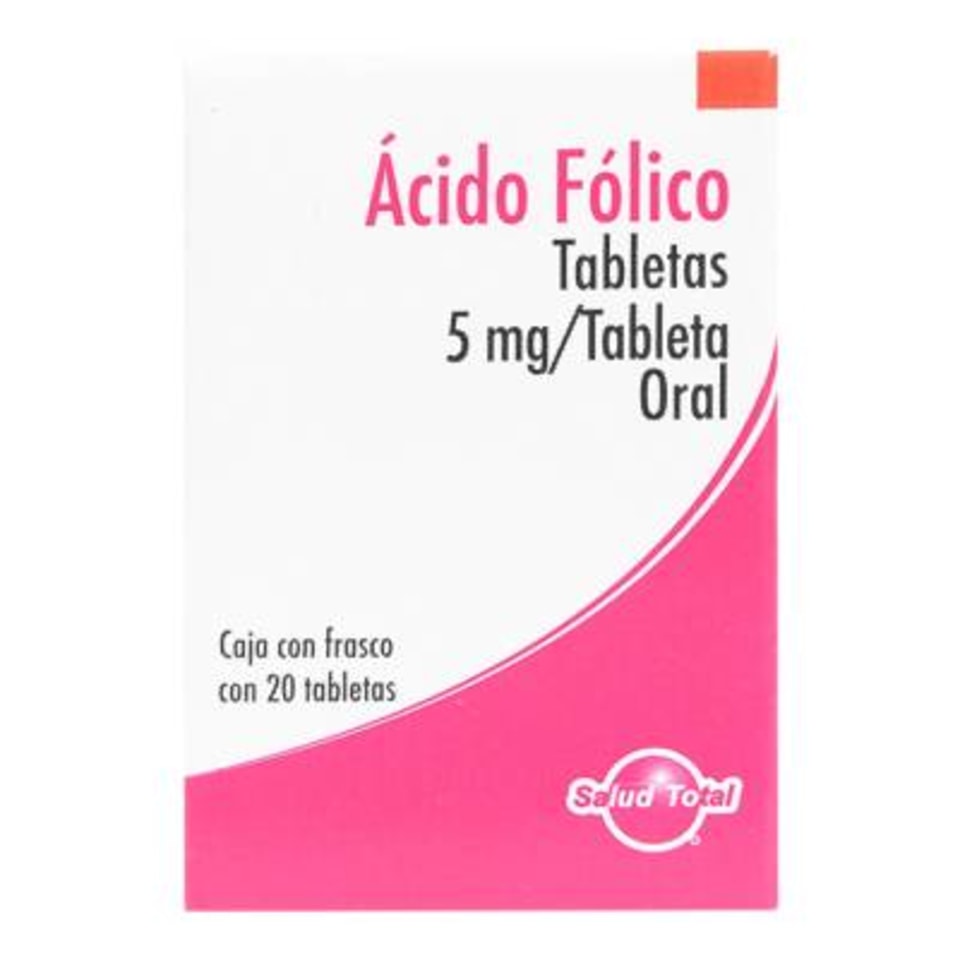 Ácido Fólico
Tabletas
5 mg/Tableta
Oral
Caja con frasco
con 20 tabletas
Salud Total